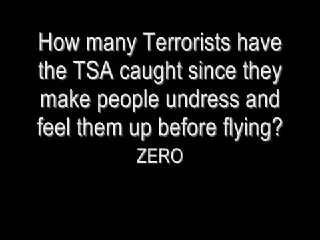 How many Terrorists have
the TSA caught since they
make people undress and
feel them up before flying?
ZERO